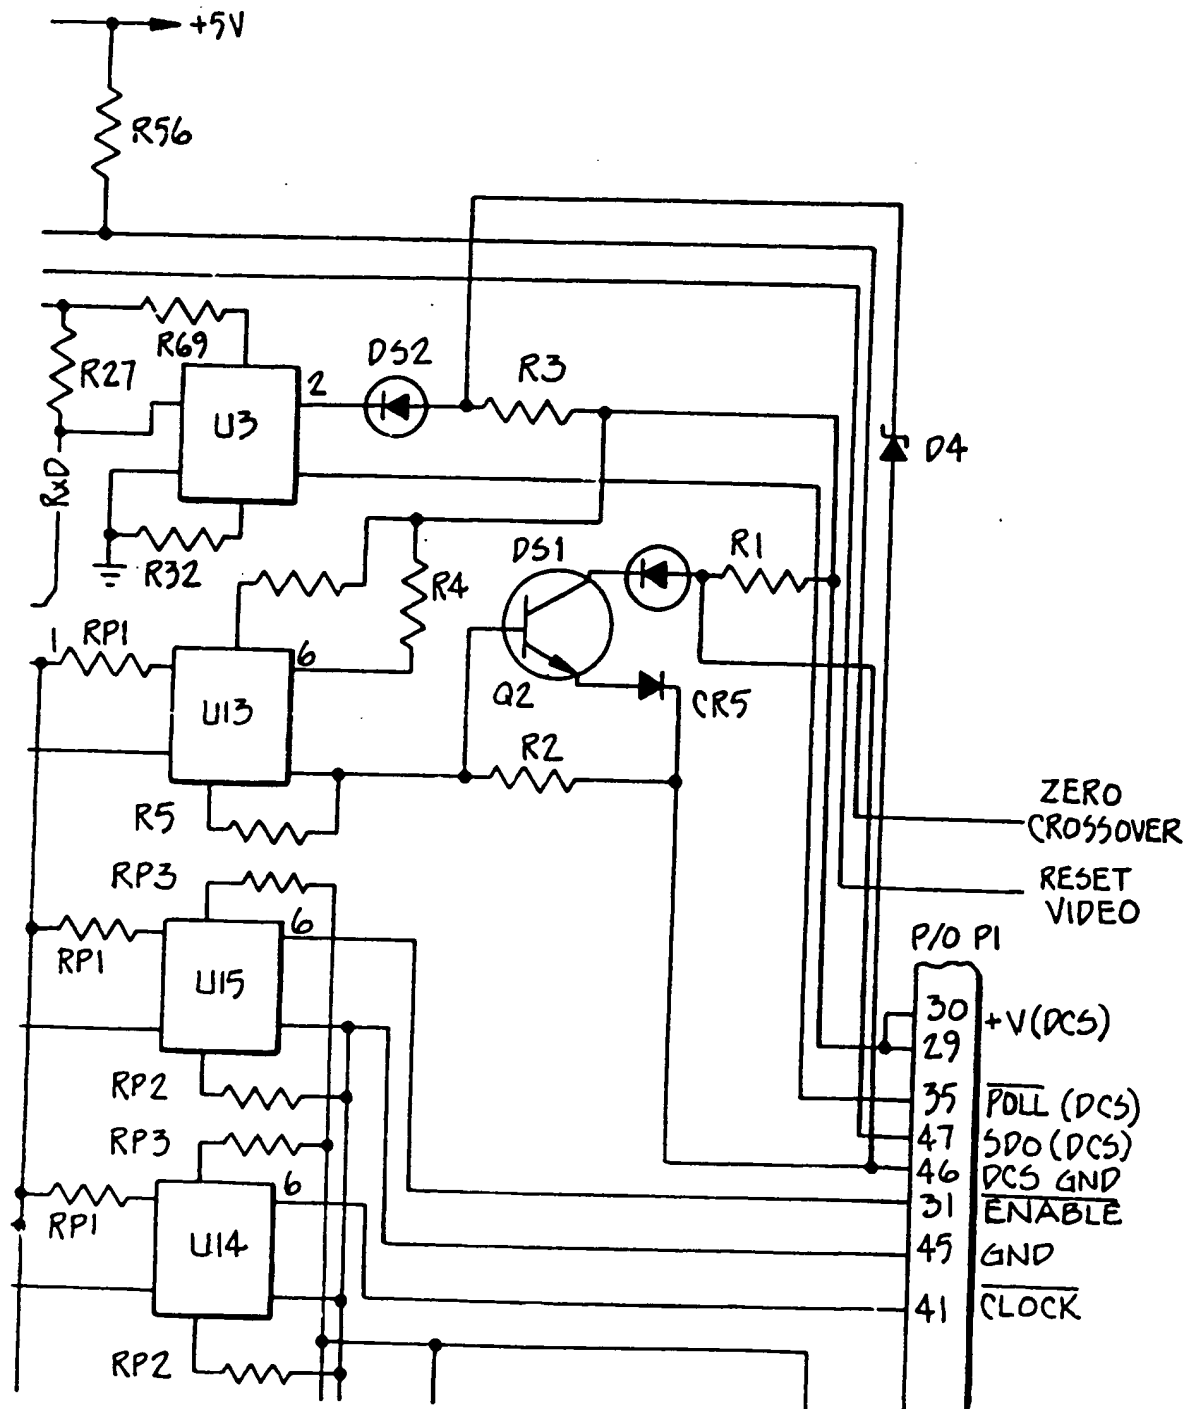 +5V
R56
R69
DS2
R3
R27
2
U3
D4
RxD
DS1
R1
R32
R4
1
RP1
6
U13
Q2
CR5
R2
R5
ZERO
CROSSOVER
RP3
RESET
VIDEO
6
P/O P1
RP1
U15
30
+V(DCS)
29
RP2
35
POLL (DCS)
RP3
47
SDO (DCS)
46
DCS GND
6
31
ENABLE
RP1
U14
45
GND
41
CLOCK
RP2